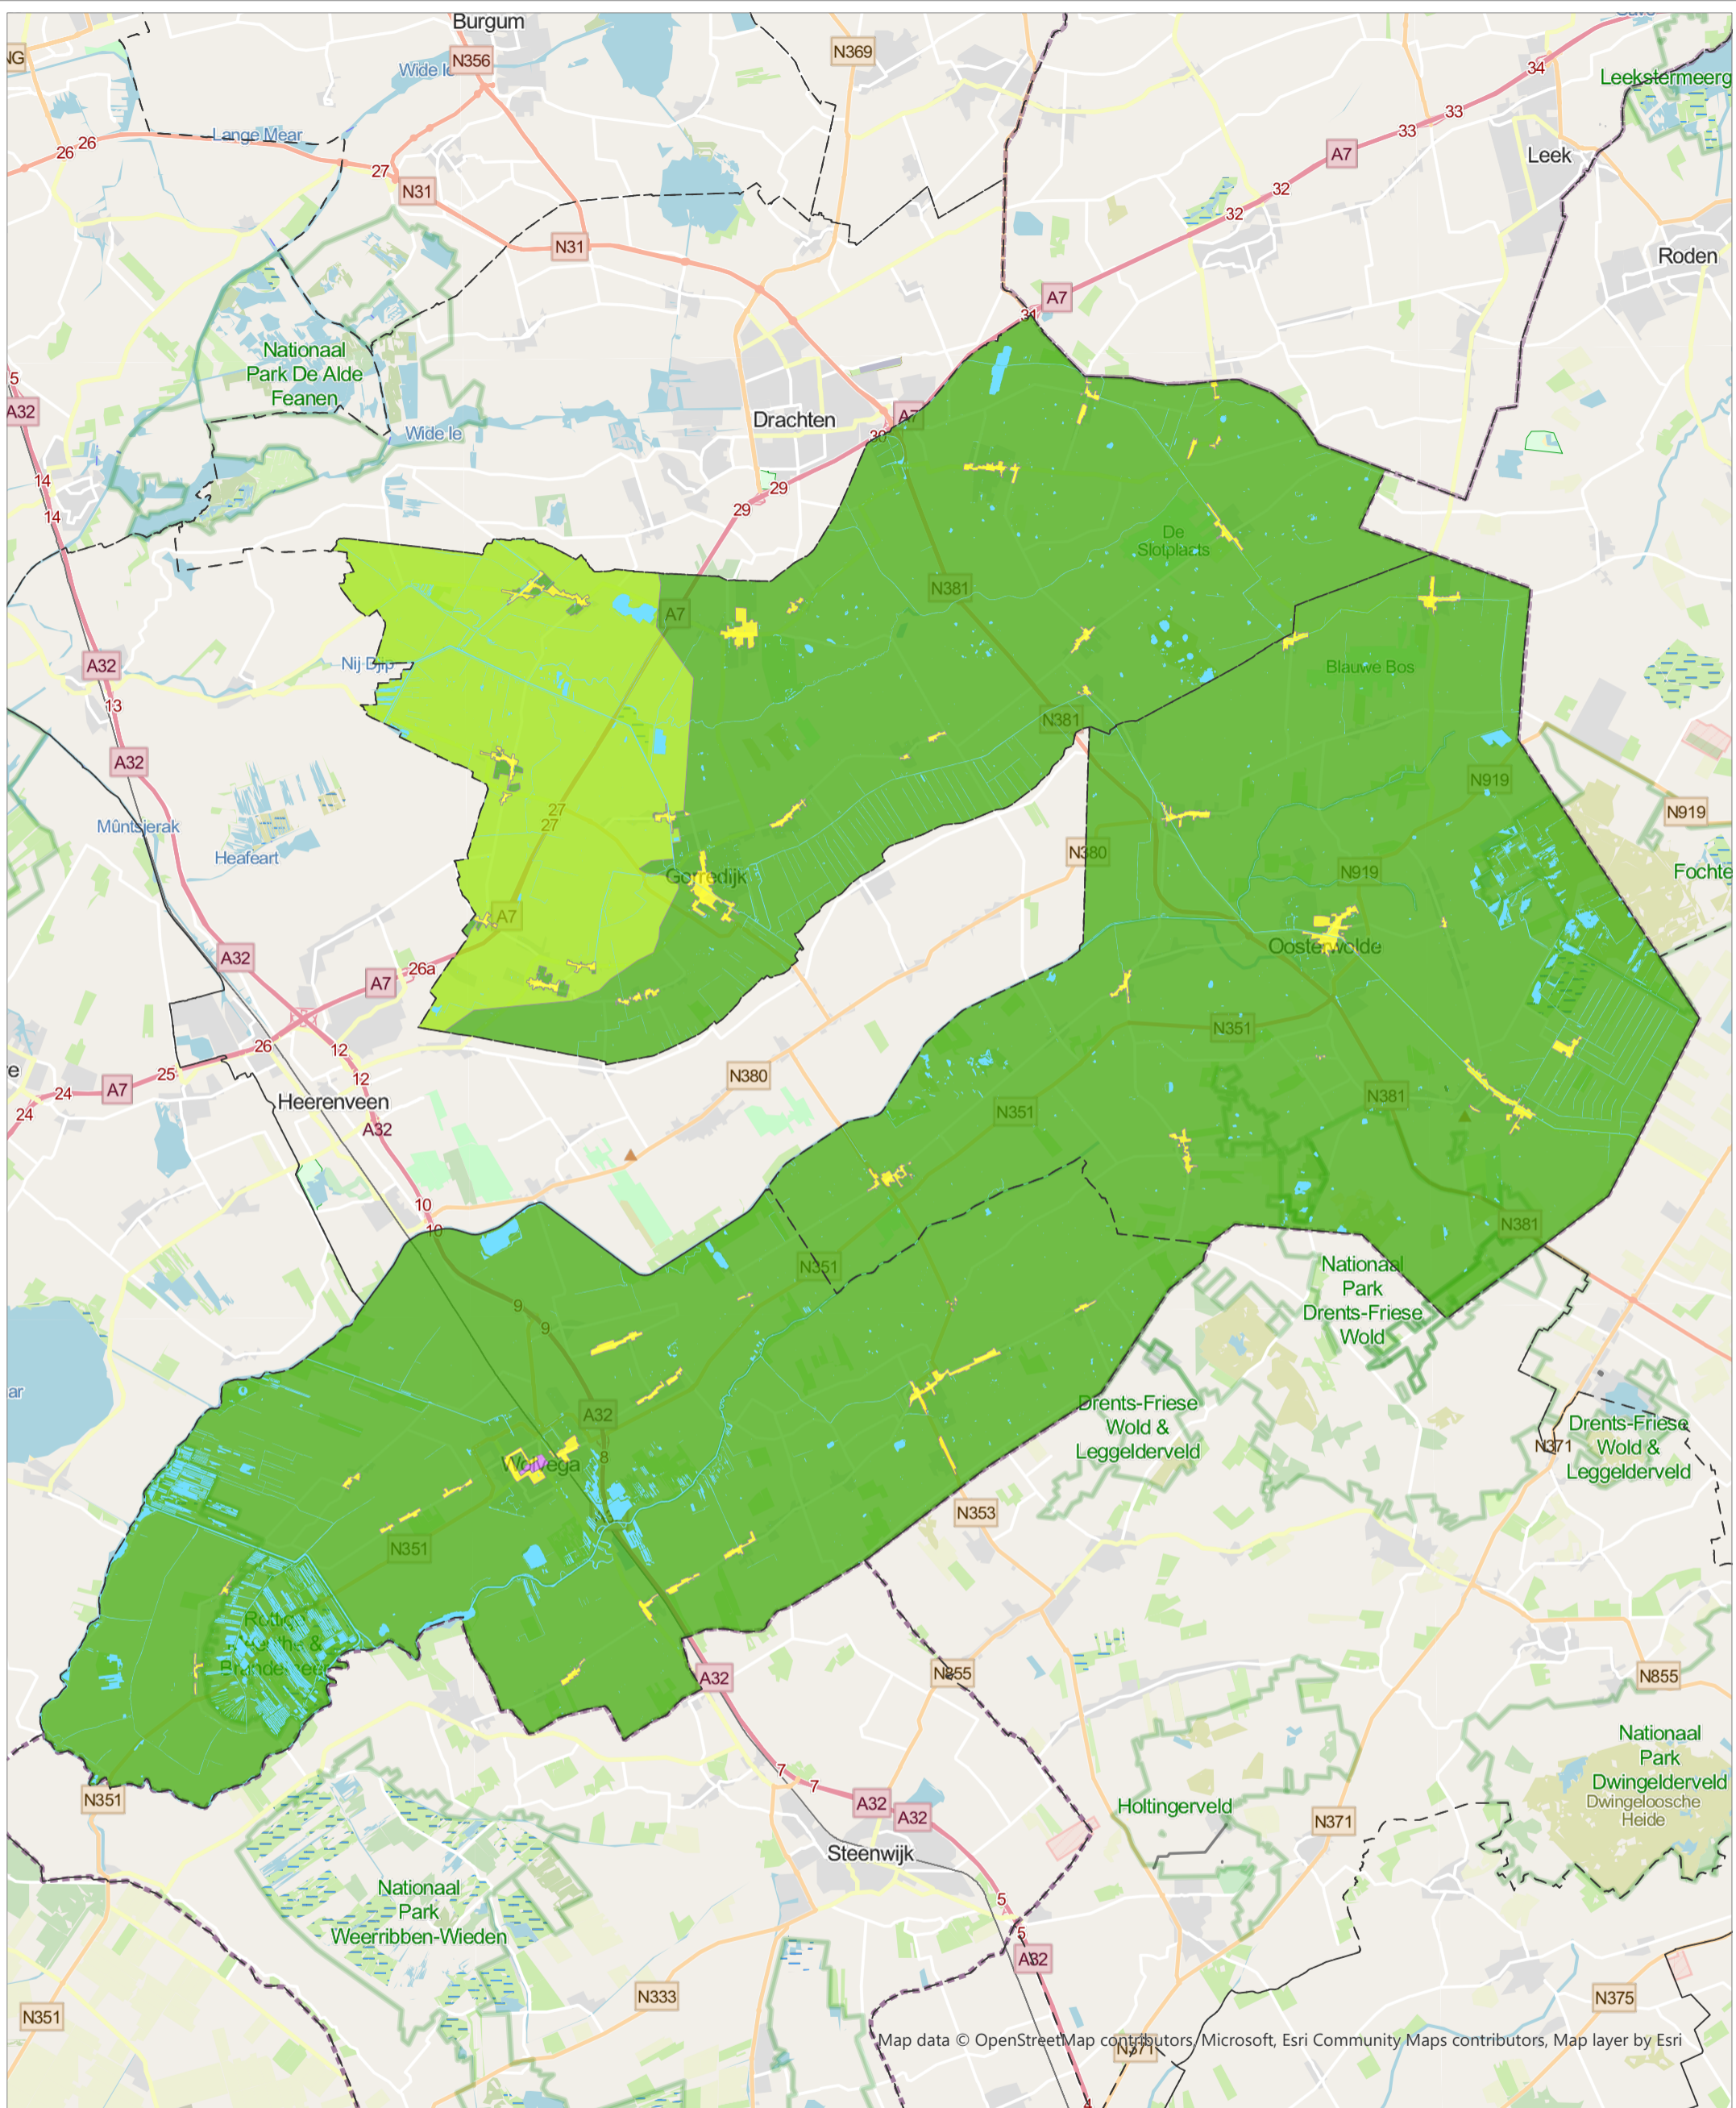 Burgum
N356
N369
Wide Ie
Lange Mear
26
26
27
N31
N31
34
33
33
A7
Leek
32
32
Roden
A7
31
Nationaal
Park De Alde
Feanen
5
A32
Wide Ie
Drachten
A7
30
29
29
14
14
De
Slotplaats
N381
A7
Nij Djip
A32
13
Blauwe Bos
N381
A32
N919
N919
27
27
Mûntsjerak
Heafeart
N380
N919
Gorredijk
A7
Oosterwolde
A32
A7
26a
N351
26
12
25
24
A7
24
12
N380
Heerenveen
A32
N381
N351
10
10
N381
N351
Nationaal
Park
Drents-Friese
Wold
9
9
A32
Drents-Friese
Wold &
Leggelderveld
Drents-Friese
Wold &
Leggelderveld
N371
Wolvega
8
N353
N351
A32
N855
N855
N351
7
7
A32
A32
Holtingerveld
N371
Nationaal
Park
Dwingelderveld
Dwingeloosche
Heide
Steenwijk
Nationaal
Park
Weerribben-Wieden
5
5
A32
N333
N351
N375
Map data © OpenStreetMap contributors, Microsoft, Esri Community Maps contributors, Map layer by Esri
N371
4